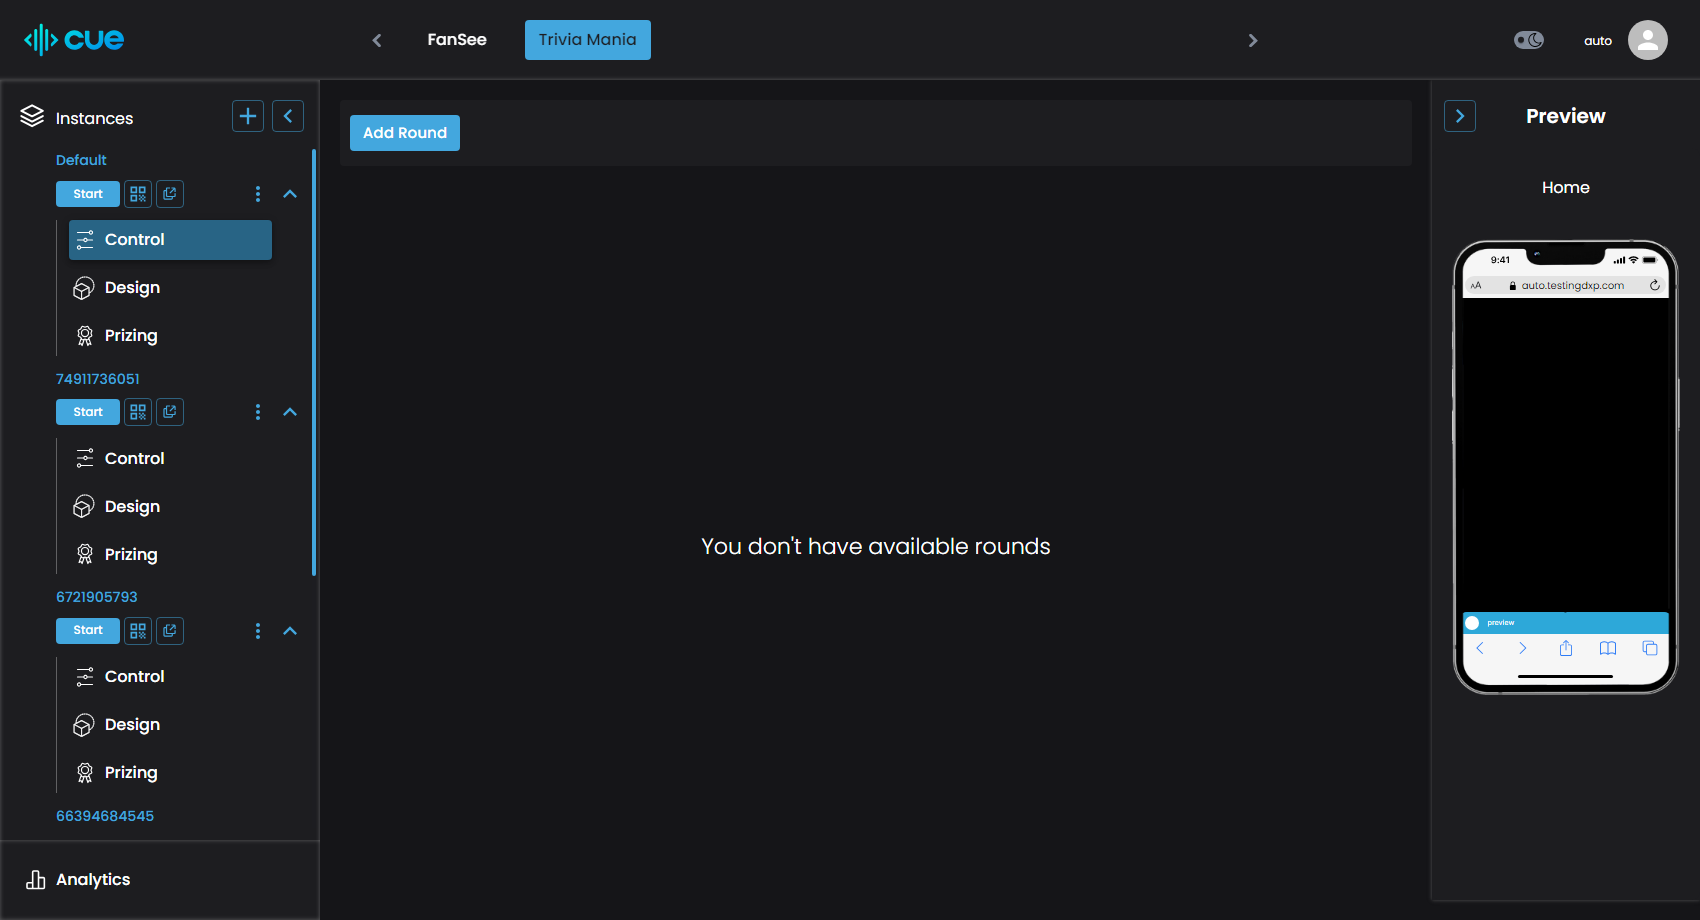 cue
FanSee
Trivia Mania
auto
Instances
Default
Start
Control
Design
Prizing
74911736051
Start
Control
Design
Prizing
6721905793
Start
Control
Design
Prizing
66394684545
Analytics
Add Round
You don't have available rounds
Preview
Home
9:41
AA
auto.testingdxp.com
preview